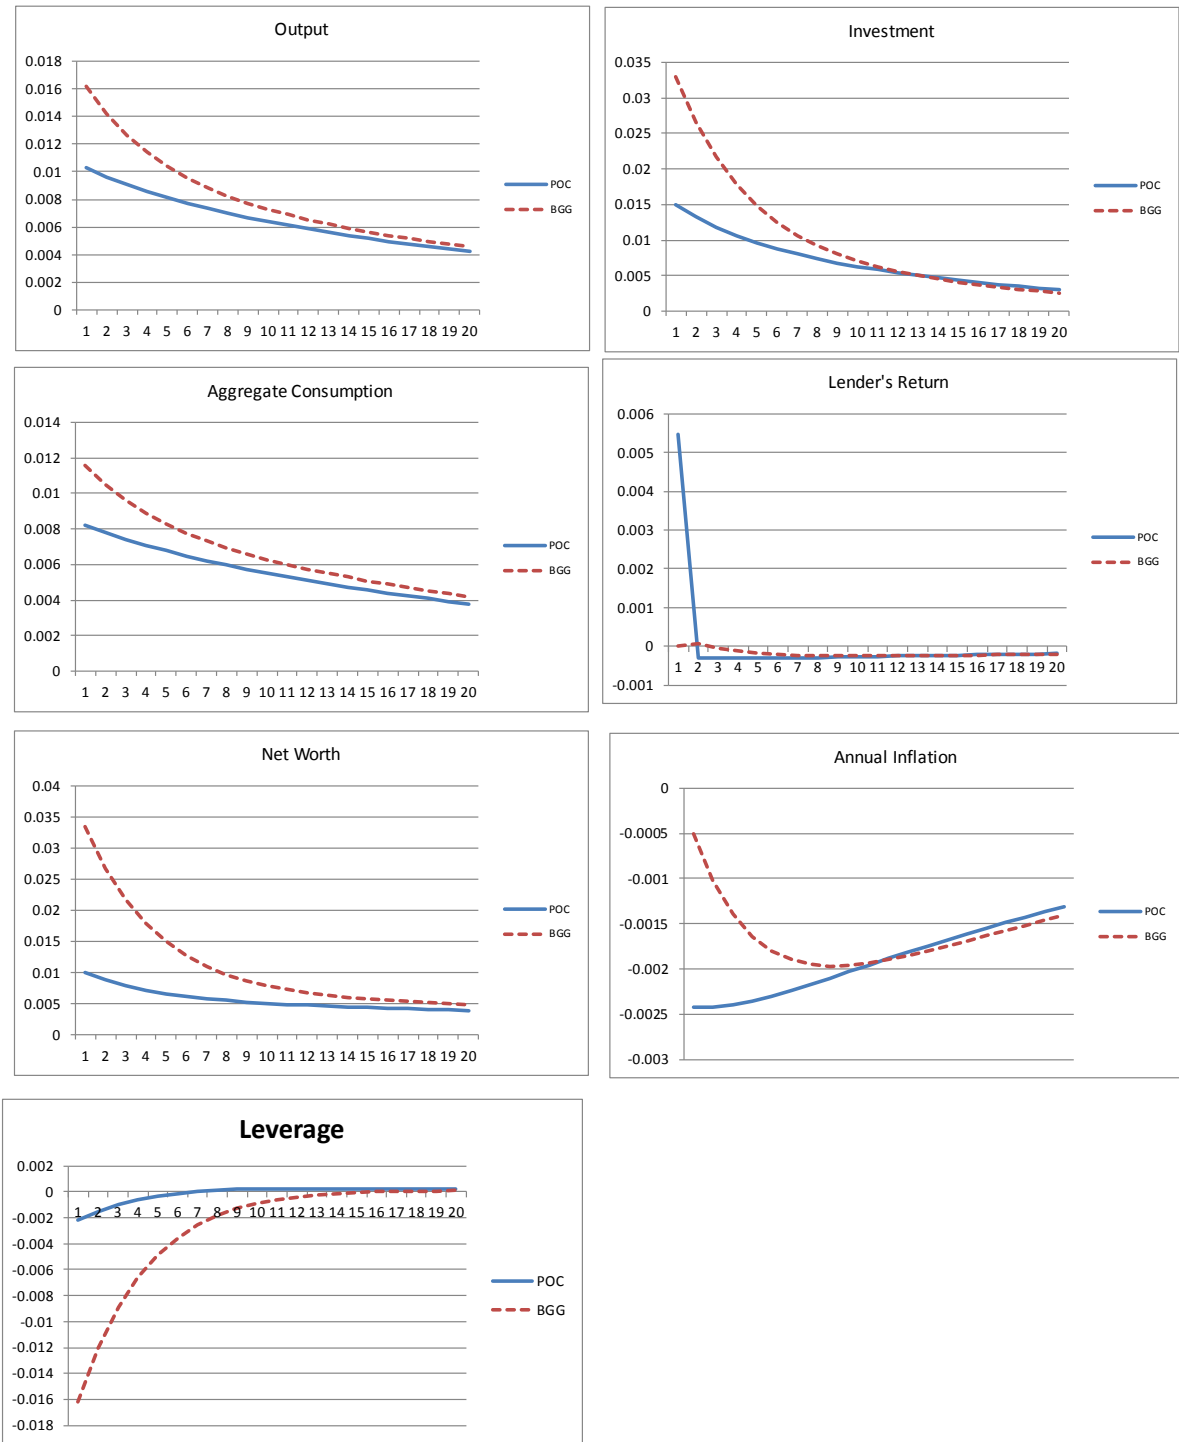 Output
0.018
0.016
0.014
0.012
0.01
0.008
0.006
0.004
0.002
0
1 2 3 4 5 6 7 8 9 10 11 12 13 14 15 16 17 18 19 20
POC
BGG
Investment
0.035
0.03
0.025
0.02
0.015
0.01
0.005
0
1 2 3 4 5 6 7 8 9 10 11 12 13 14 15 16 17 18 19 20
POC
BGG
Aggregate Consumption
0.014
0.012
0.01
0.008
0.006
0.004
0.002
0
1 2 3 4 5 6 7 8 9 10 11 12 13 14 15 16 17 18 19 20
POC
BGG
Lender's Return
0.006
0.005
0.004
0.003
0.002
0.001
0
-0.001
1 2 3 4 5 6 7 8 9 10 11 12 13 14 15 16 17 18 19 20
POC
BGG
Net Worth
0.04
0.035
0.03
0.025
0.02
0.015
0.01
0.005
0
1 2 3 4 5 6 7 8 9 10 11 12 13 14 15 16 17 18 19 20
POC
BGG
Annual Inflation
0
-0.0005
-0.001
-0.0015
-0.002
-0.0025
-0.003
POC
BGG
Leverage
0.002
0
-0.002
-0.004
-0.006
-0.008
-0.01
-0.012
-0.014
-0.016
-0.018
1 2 3 4 5 6 7 8 9 10 11 12 13 14 15 16 17 18 19 20
POC
BGG